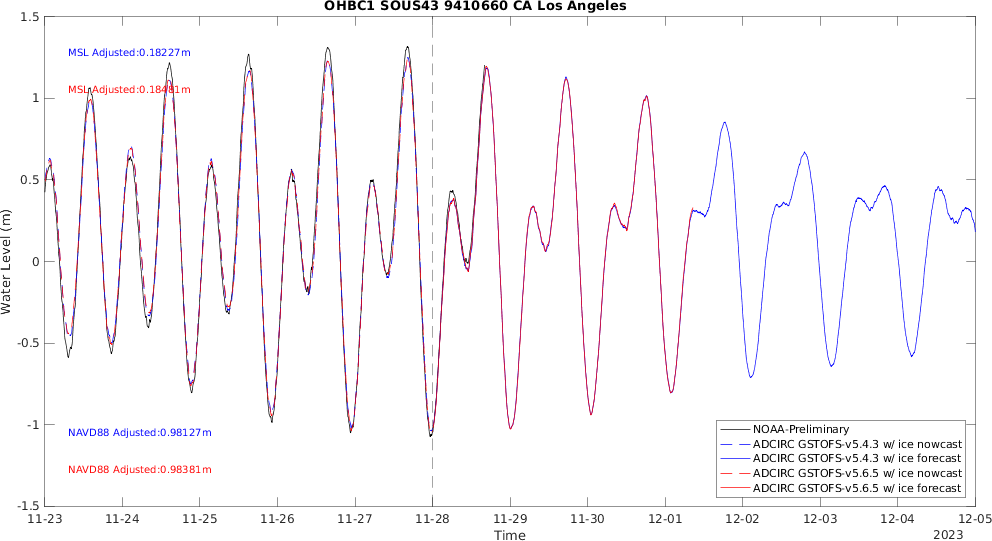 OHBC1 SOUS43 9410660 CA Los Angeles
1.5
1
0.5
0
-0.5
-1
-1.5
Water Level (m)
MSL Adjusted:0.18227m
MSL Adjusted:0.18481m
NAVD88 Adjusted:0.98127m
NAVD88 Adjusted:0.98381m
NOAA-Preliminary
ADCIRC GSTOFS-v5.4.3 w/ ice nowcast
ADCIRC GSTOFS-v5.4.3 w/ ice forecast
ADCIRC GSTOFS-v5.6.5 w/ ice nowcast
ADCIRC GSTOFS-v5.6.5 w/ ice forecast
11-23 11-24 11-25 11-26 11-27 11-28 11-29 11-30 12-01 12-02 12-03 12-04 12-05
Time
2023